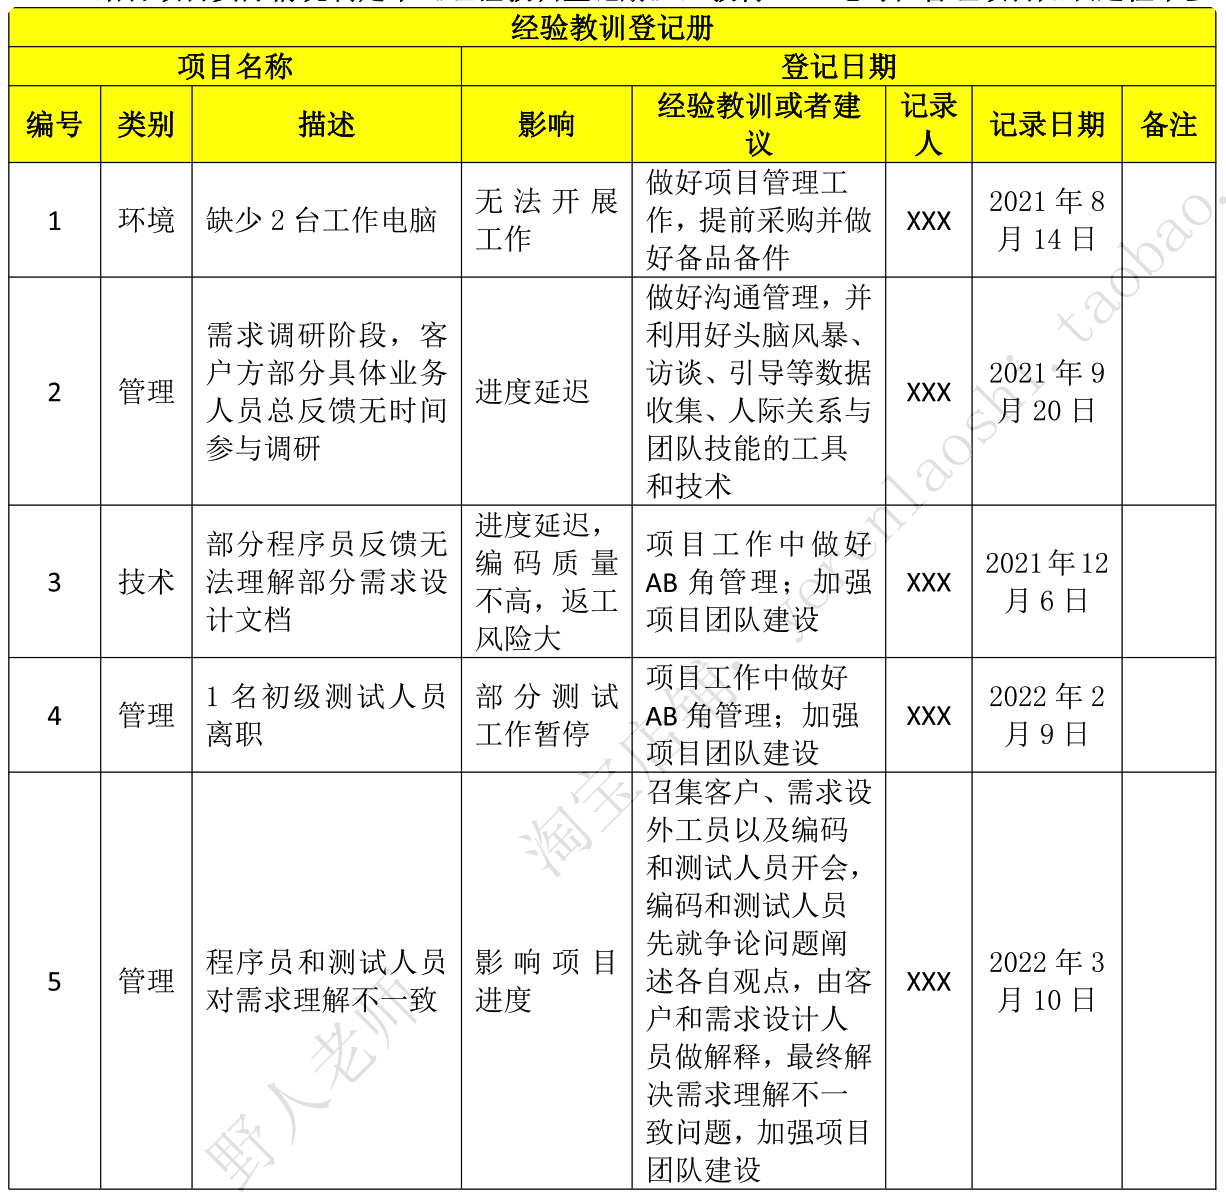 经验教训登记册
项目名称 登记日期
编号 类别 描述 影响 经验教训或者建议 记录人 记录日期 备注
1 环境 缺少 2 台工作电脑 无法开展工作 做好项目管理工作，提前采购并做好备品备件 XXX 2021 年 8 月 14 日
2 管理 需求调研阶段，客户方部分具体业务人员总反馈无时间参与调研 进度延迟 做好沟通管理，并利用好头脑风暴、访谈、引导等数据收集、人际关系与团队技能的工具和技术 XXX 2021 年 9 月 20 日
3 技术 部分程序员反馈无法理解部分需求设计文档 进度延迟，编码质量不高，返工风险大 项目工作中做好 AB 角管理；加强项目团队建设 XXX 2021 年 12 月 6 日
4 管理 1 名初级测试人员离职 部分测试工作暂停 项目工作中做好 AB 角管理；加强项目团队建设 XXX 2022 年 2 月 9 日
5 管理 程序员和测试人员对需求理解不一致 影响项目进度 召集客户、需求设外工员以及编码和测试人员开会，编码和测试人员先就争论问题阐述各自观点，由客户和需求设计人员做解释，最终解决需求理解不一致问题，加强项目团队建设 XXX 2022 年 3 月 10 日
野人老师 淘宝店铺：yerenlaoshi.taobao.